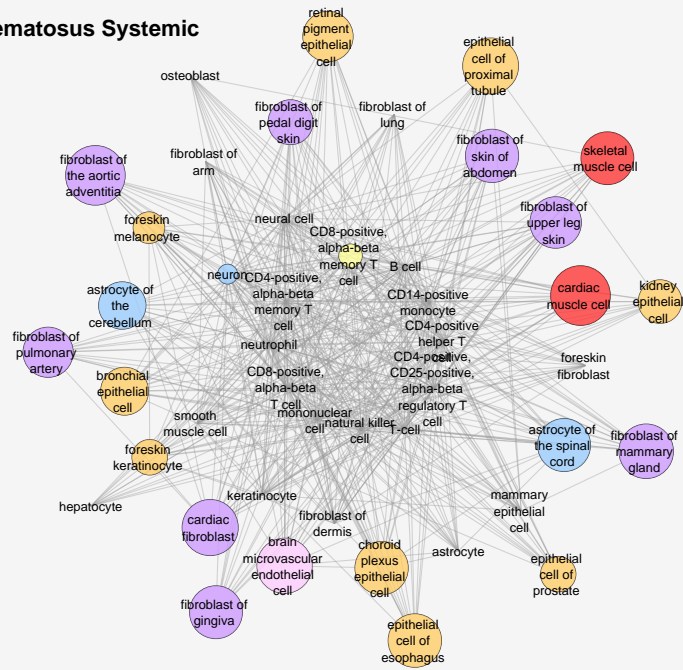 ematosus Systemic
retinal
pigment
epithelial
cell
epithelial
cell of
proximal
tubule
osteoblast
fibroblast of
pedal digit
skin
fibroblast of
lung
fibroblast of
skin of
abdomen
skeletal
muscle cell
fibroblast of
the aortic
adventitia
fibroblast of
arm
foreskin
melanocyte
neural cell
CD8-positive,
alpha-beta
memory T
cell
fibroblast of
upper leg
skin
B cell
neuron
CD4-positive,
alpha-beta
memory T
cell
CD14-positive
monocyte
cardiac
muscle cell
kidney
epithelial
cell
astrocyte of
the
cerebellum
CD4-positive
helper T
cell
fibroblast of
pulmonary
artery
neutrophil
CD4-positive,
CD25-positive,
alpha-beta
regulatory T
cell
foreskin
fibroblast
bronchial
epithelial
cell
CD8-positive,
alpha-beta
T cell
smooth
muscle cell
mononuclear
cell
natural killer
cell
T-cell
astrocyte of
the spinal
cord
fibroblast of
mammary
gland
foreskin
keratinocyte
hepatocyte
keratinocyte
mammary
epithelial
cell
cardiac
fibroblast
fibroblast of
dermis
brain
microvascular
endothelial
cell
choroid
plexus
epithelial
cell
astrocyte
epithelial
cell of
prostate
fibroblast of
gingiva
epithelial
cell of
esophagus